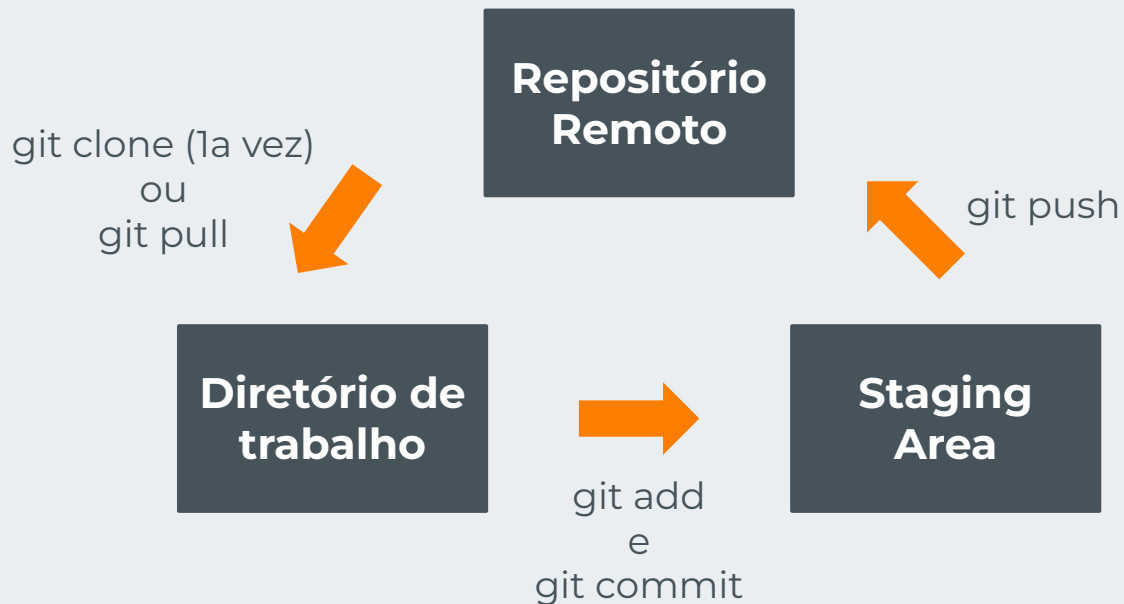 Repositório
Remoto
git clone (1a vez)
ou
git pull
git push
Diretório de
trabalho
Staging
Area
git add
e
git commit